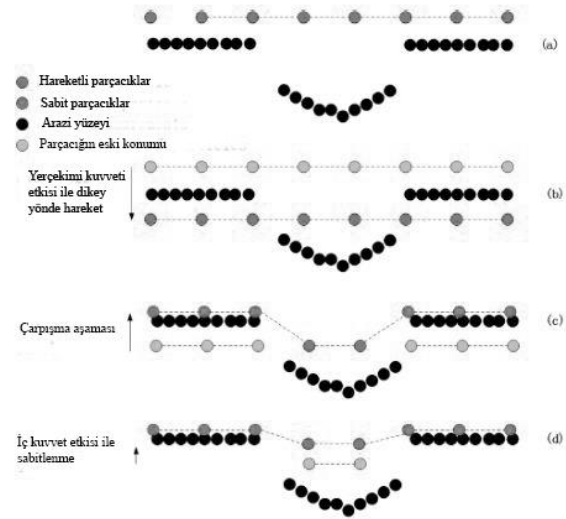 (a)
Hareketli parçacıklar
Sabit parçacıklar
Arazi yüzeyi
Parçacığın eski konumu
Yerçekimi kuvveti
etkisi ile dikey
yönde hareket
(b)
Çarpışma aşaması
(c)
İç kuvvet etkisi ile
sabitlenme
(d)